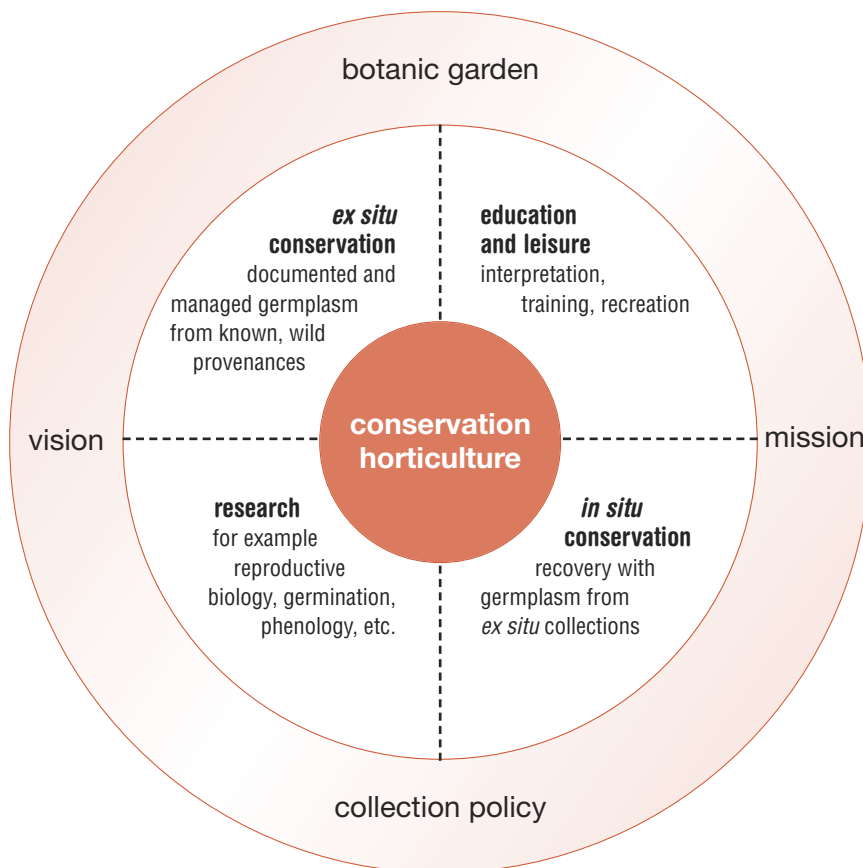 botanic garden
ex situ
conservation
documented and
managed germplasm
from known, wild
provenances
education
and leisure
interpretation,
training, recreation
vision
conservation
horticulture
mission
research
for example
reproductive
biology, germination,
phenology, etc.
in situ
conservation
recovery with
germplasm from
ex situ collections
collection policy